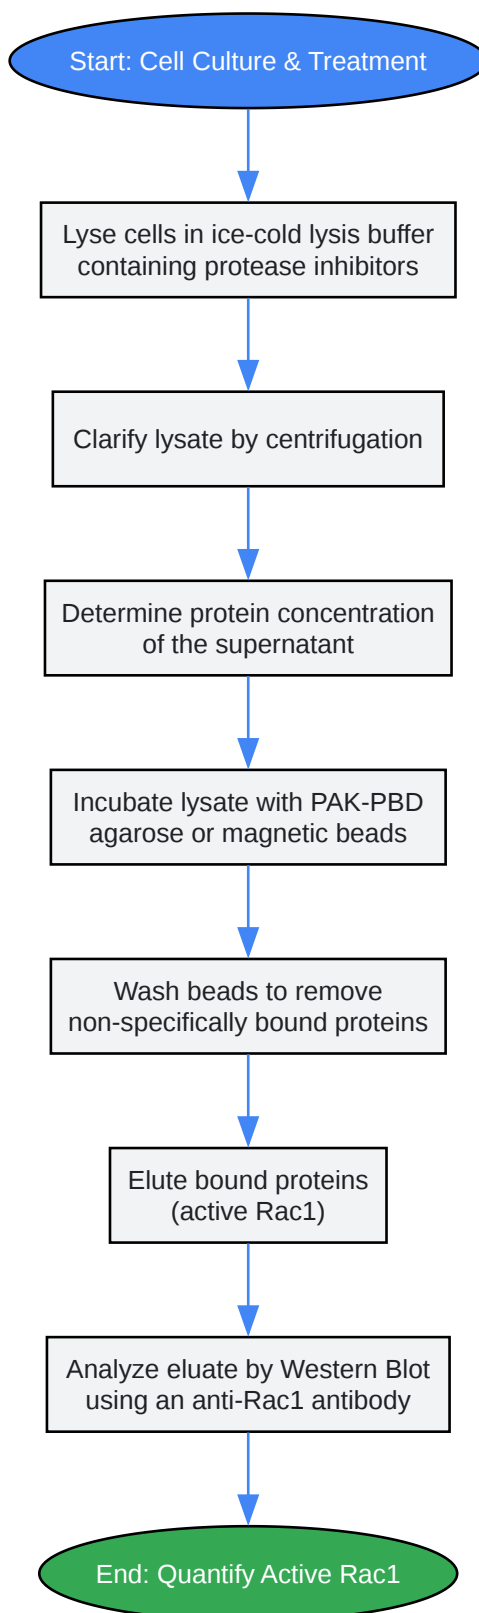 Start: Cell Culture & Treatment
Lyse cells in ice-cold lysis buffer
containing protease inhibitors
Clarify lysate by centrifugation
Determine protein concentration
of the supernatant
Incubate lysate with PAK-PBD
agarose or magnetic beads
Wash beads to remove
non-specifically bound proteins
Elute bound proteins
(active Rac1)
Analyze eluate by Western Blot
using an anti-Rac1 antibody
End: Quantify Active Rac1